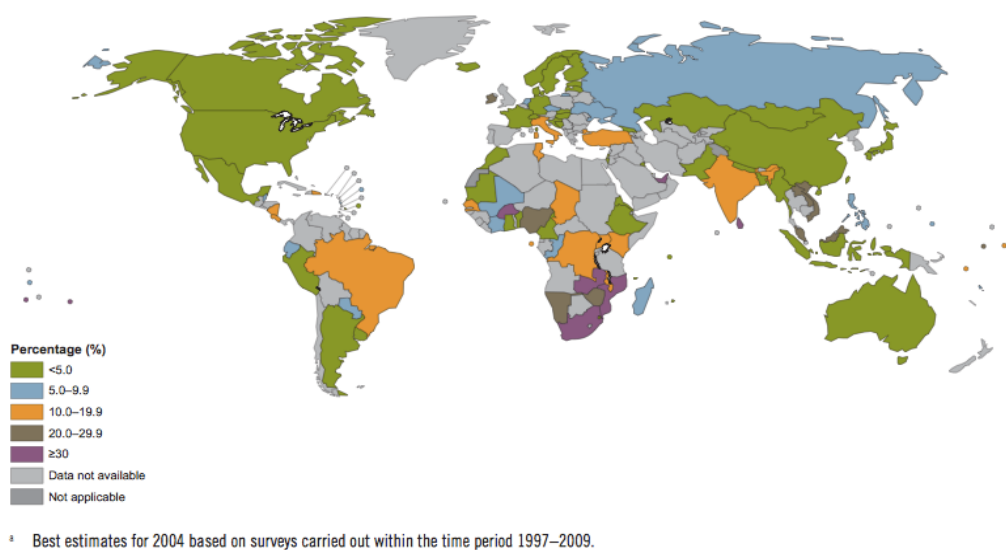 Percentage (%)
<5.0
5.0–9.9
10.0–19.9
20.0–29.9
≥30
Data not available
Not applicable
a Best estimates for 2004 based on surveys carried out within the time period 1997–2009.